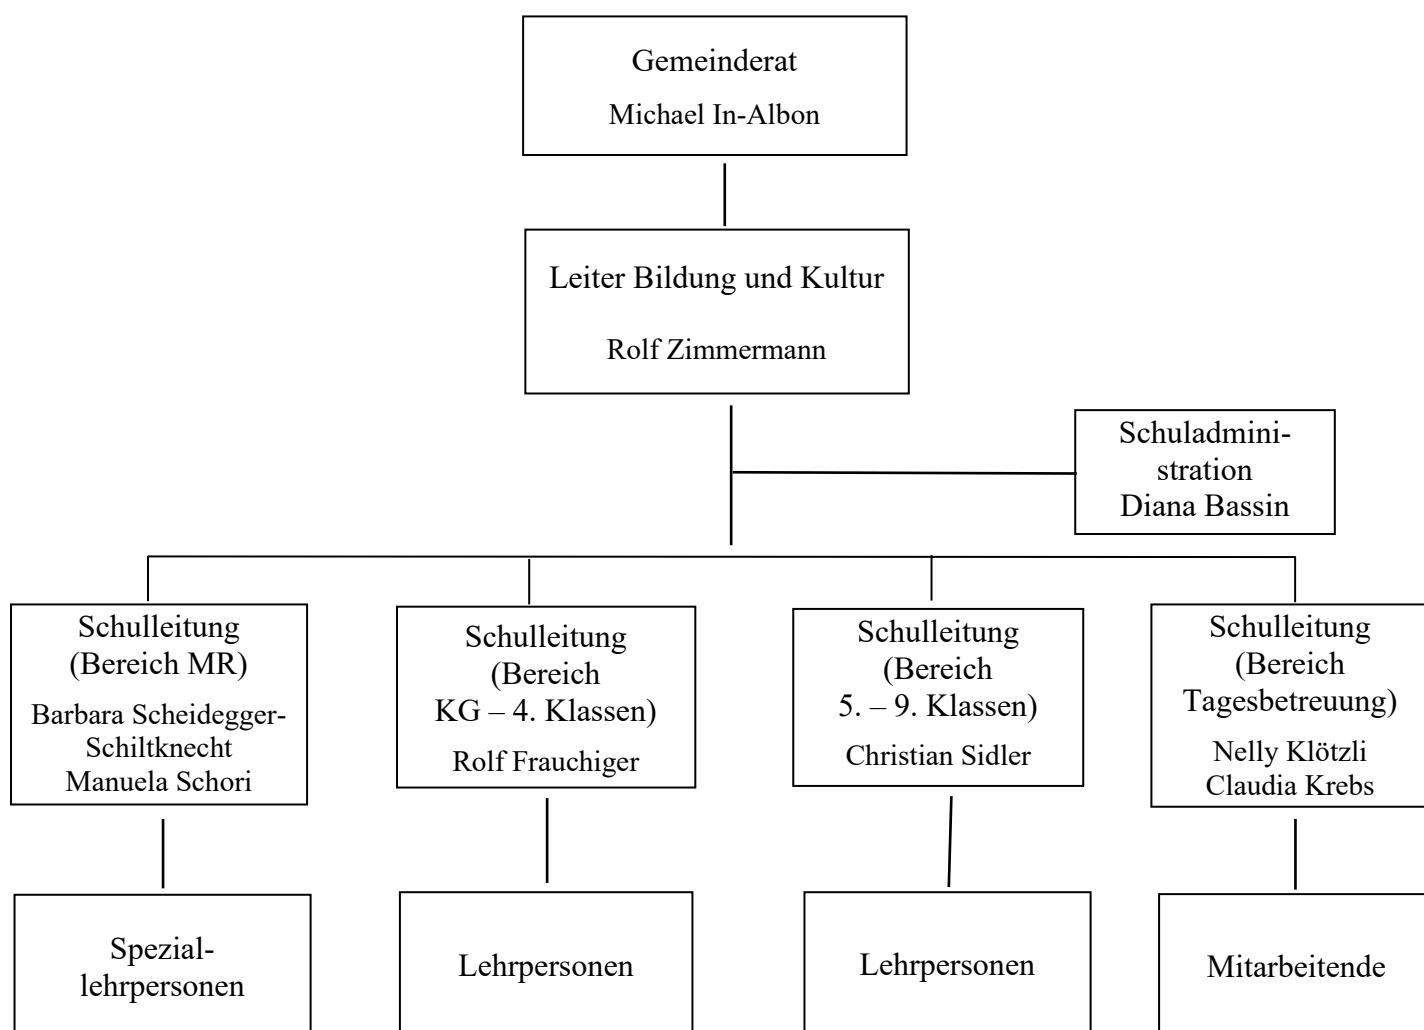 Gemeinderat
Michael In-Albon
Leiter Bildung und Kultur
Rolf Zimmermann
Schuladmini-
stration
Diana Bassin
Schulleitung
(Bereich MR)
Barbara Scheidegger-
Schiltknecht
Manuela Schori
Schulleitung
(Bereich
KG – 4. Klassen)
Rolf Frauchiger
Schulleitung
(Bereich
5. – 9. Klassen)
Christian Sidler
Schulleitung
(Bereich
Tagesbetreuung)
Nelly Klötzli
Claudia Krebs
Spezial-
lehrpersonen
Lehrpersonen
Lehrpersonen
Mitarbeitende